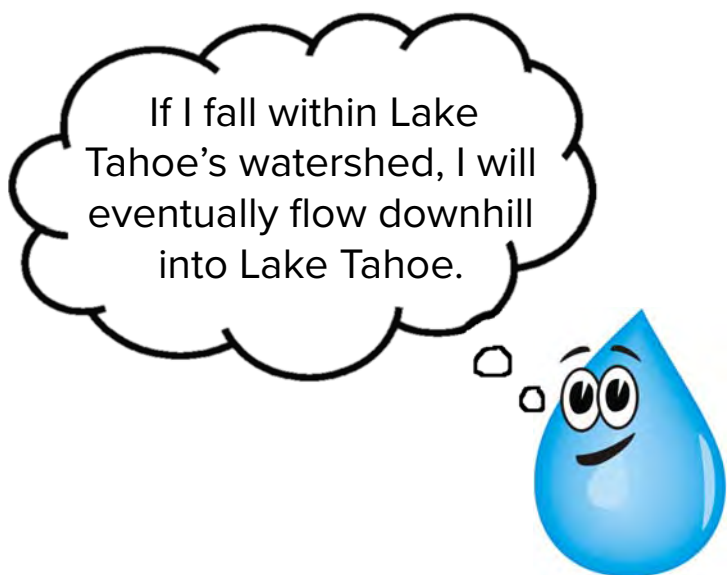 If I fall within Lake
Tahoe’s watershed, I will
eventually flow downhill
into Lake Tahoe.